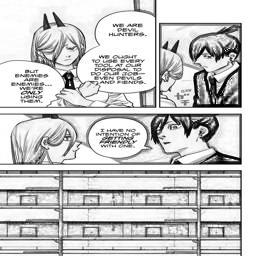 WE ARE
DEVIL
HUNTERS.
WE OUGHT
TO USE EVERY
TOOL AT OUR
DISPOSAL TO
DO OUR JOB—
EVEN DEVILS
AND FIENDS.
BUT
ENEMIES
ARE
ENEMIES...
WE'RE
ONLY
USING
THEM.
I HAVE NO
INTENTION OF
GETTING
FRIENDLY
WITH ONE.